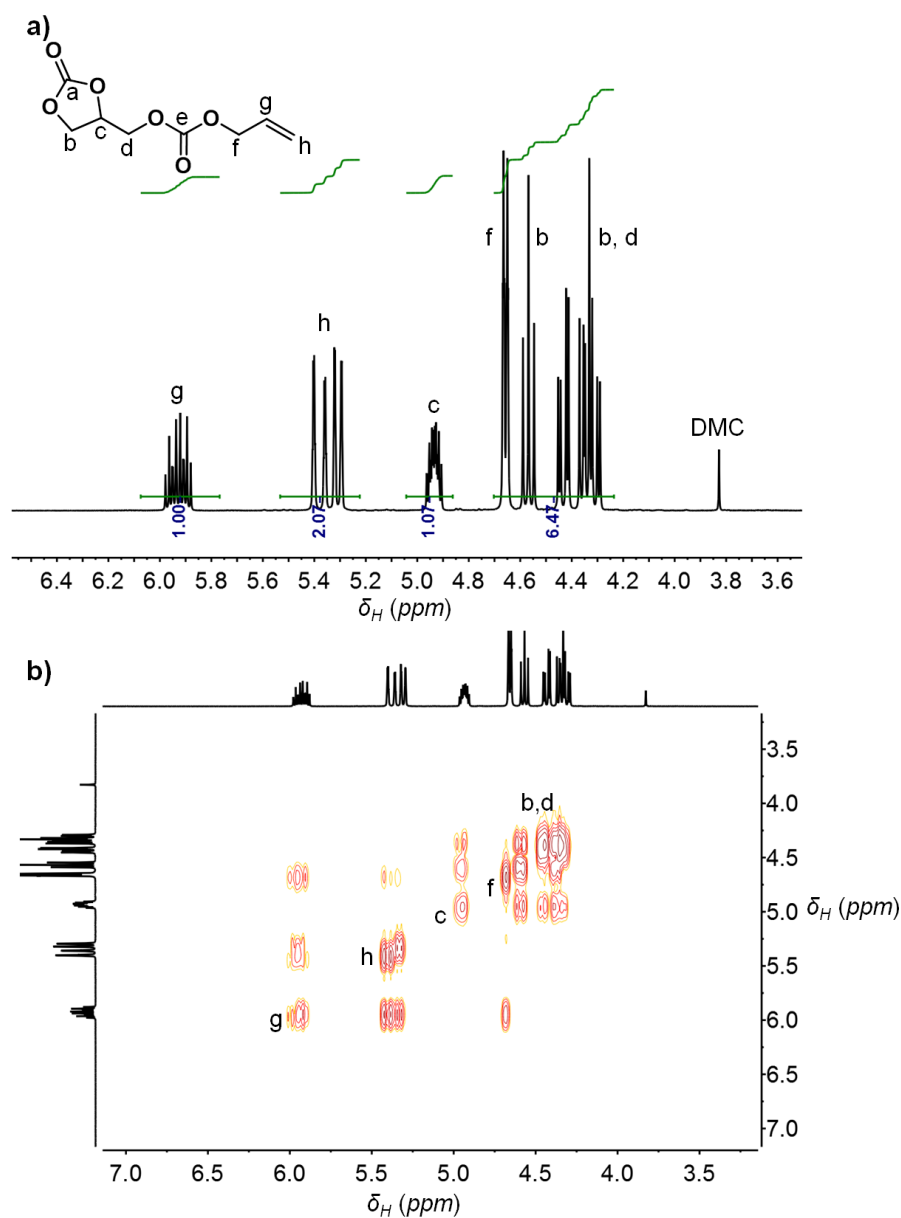 a)
O
a
O
O
b
c
d
O
e
O
O
f
g
h
f
b
b, d
h
g
c
DMC
1.00
2.07
1.07
6.47
6.4 6.2 6.0 5.8 5.6 5.4 5.2 5.0 4.8 4.6 4.4 4.2 4.0 3.8 3.6
δH (ppm)
b)
3.5
4.0
4.5
5.0
5.5
6.0
6.5
7.0
δH (ppm)
b,d
f
c
h
g
7.0 6.5 6.0 5.5 5.0 4.5 4.0 3.5
δH (ppm)